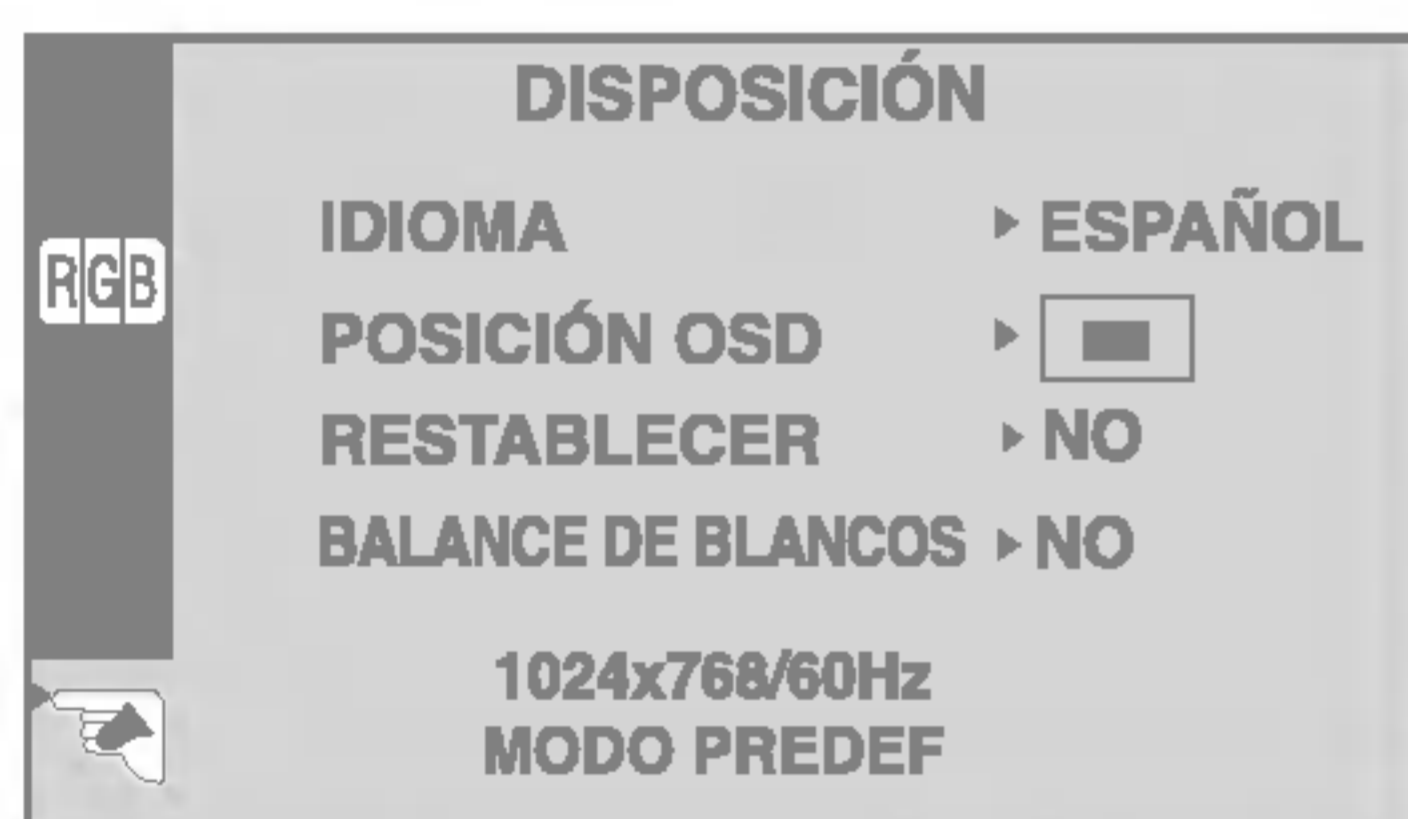 DISPOSICIÓN
IDIOMA ESPAÑOL
RGB
POSICIÓN OSD
RESTABLECER NO
BALANCE DE BLANCOS NO
1024x768/60Hz
MODO PREDEF